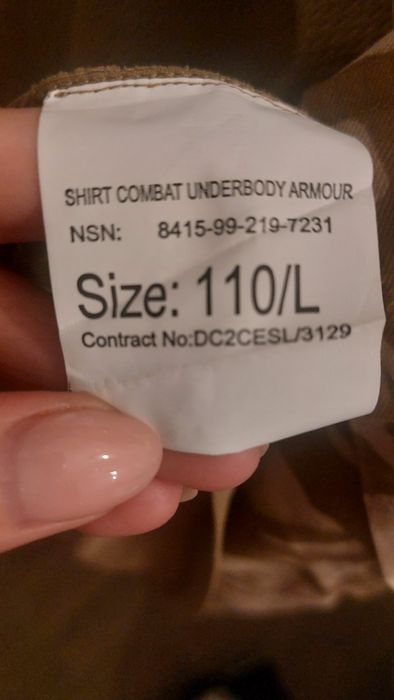 SHIRT COMBAT UNDERBODY ARMOUR
NSN: 8415-99-219-7231
Size: 110/L
Contract No:DC2CESL/3129